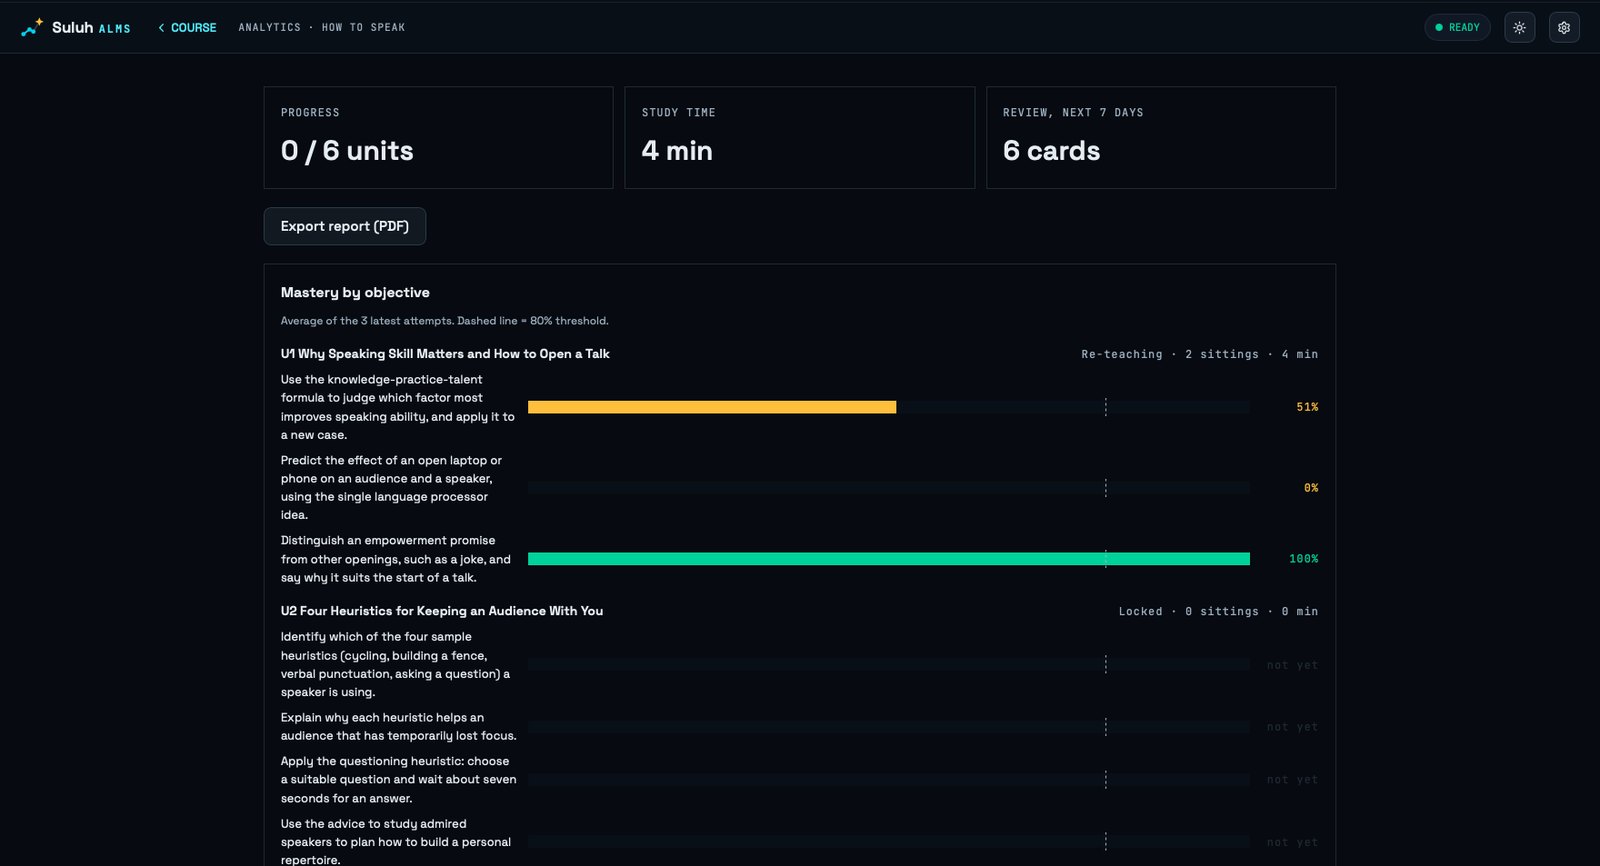 Suluh ALMS
COURSE
ANALYTICS · HOW TO SPEAK
READY
PROGRESS
0 / 6 units
STUDY TIME
4 min
REVIEW, NEXT 7 DAYS
6 cards
Export report (PDF)
Mastery by objective
Average of the 3 latest attempts. Dashed line = 80% threshold.
U1 Why Speaking Skill Matters and How to Open a Talk
Re-teaching · 2 sittings · 4 min
Use the knowledge-practice-talent
formula to judge which factor most
improves speaking ability, and apply it to
a new case.
51%
Predict the effect of an open laptop or
phone on an audience and a speaker,
using the single language processor
idea.
0%
Distinguish an empowerment promise
from other openings, such as a joke, and
say why it suits the start of a talk.
100%
U2 Four Heuristics for Keeping an Audience With You
Locked · 0 sittings · 0 min
Identify which of the four sample
heuristics (cycling, building a fence,
verbal punctuation, asking a question) a
speaker is using.
not yet
Explain why each heuristic helps an
audience that has temporarily lost focus.
not yet
Apply the questioning heuristic: choose
a suitable question and wait about seven
seconds for an answer.
not yet
Use the advice to study admired
speakers to plan how to build a personal
repertoire.
not yet